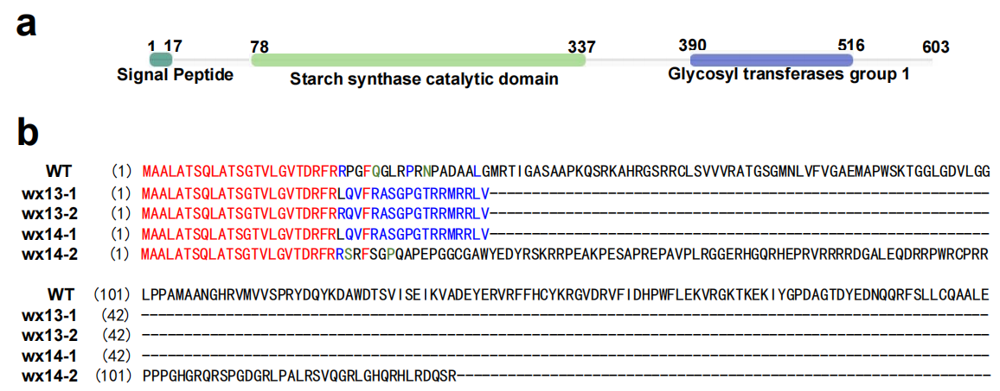 a
1 17 78 337 390 516 603
Signal Peptide Starch synthase catalytic domain Glycosyl transferases group 1
b
WT (1) MAALATSQLATSGTVLGVTDRFRRPGFQGLRPRNPADAALGMRTIGASAAPKQSRKAHRGSRRCLSVVVRATGSGMNLVFVGAEMAPWSKTGGLGDVLGG
wx13-1 (1) MAALATSQLATSGTVLGVTDRFRLQVFRASGPGTRRMRRLV-----------------------------------------------------------
wx13-2 (1) MAALATSQLATSGTVLGVTDRFRRQVFRASGPGTRRMRRLV-----------------------------------------------------------
wx14-1 (1) MAALATSQLATSGTVLGVTDRFRLQVFRASGPGTRRMRRLV-----------------------------------------------------------
wx14-2 (1) MAALATSQLATSGTVLGVTDRFRRSRFSGPQAPEPGGCGAWYEDYRSKRRPEAKPESAPREPAVPLRGGERHGQRHEPRVRRRRDGALEQDRRPWRCPRR
WT (101) LPPAMAANGHRVMVVSPRYDQYKDAWDTSVISEIKVADEYERVRFFHCYKRGVDRVFIDHPWFLEKVRGKTKEKIYGPDAGTDYEDNQQRFSLLCQAALE
wx13-1 (42) ----------------------------------------------------------------------------------------------------
wx13-2 (42) ----------------------------------------------------------------------------------------------------
wx14-1 (42) ----------------------------------------------------------------------------------------------------
wx14-2 (101) PPPGHGRQRSPGDGRLPALRSVQGRLGHQRHLRDQSR---------------------------------------------------------------